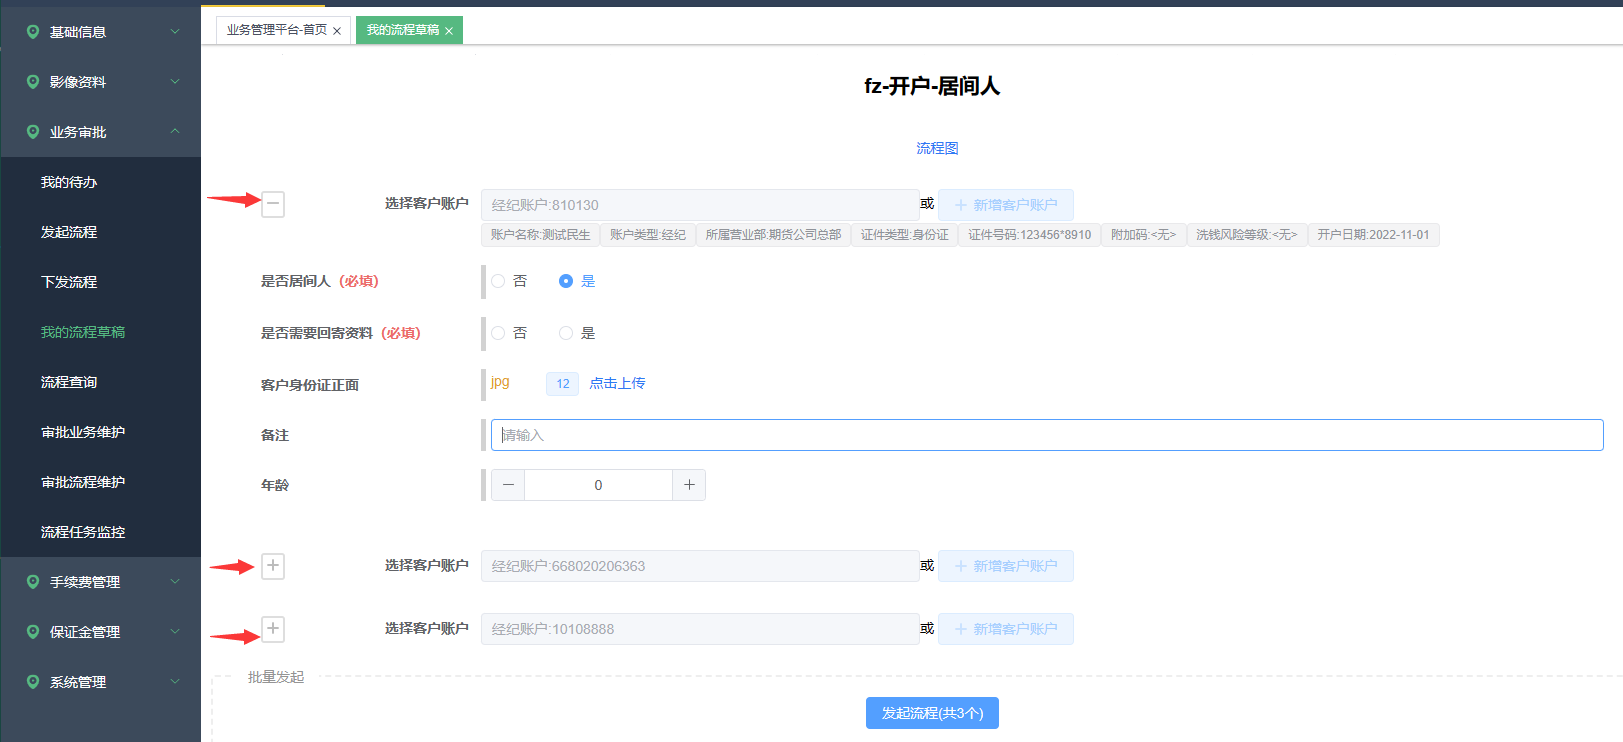 基础信息
影像资料
业务审批
我的待办
发起流程
下发流程
我的流程草稿
流程查询
审批业务维护
审批流程维护
流程任务监控
手续费管理
保证金管理
系统管理
业务管理平台-首页 ×
我的流程草稿 ×
fz-开户-居间人
流程图
选择客户账户 经纪账户:810130 或 + 新增客户账户
账户名称:测试民生 账户类型:经纪 所属营业部:期货公司总部 证件类型:身份证 证件号码:123456*8910 附加码:<无> 洗钱风险等级:<无> 开户日期:2022-11-01
是否居间人 (必填) 否 是
是否需要回寄资料 (必填) 否 是
客户身份证正面 jpg 12 点击上传
备注 请输入
年龄 — 0 +
选择客户账户 经纪账户:668020206363 或 + 新增客户账户
选择客户账户 经纪账户:10108888 或 + 新增客户账户
批量发起
发起流程(共3个)